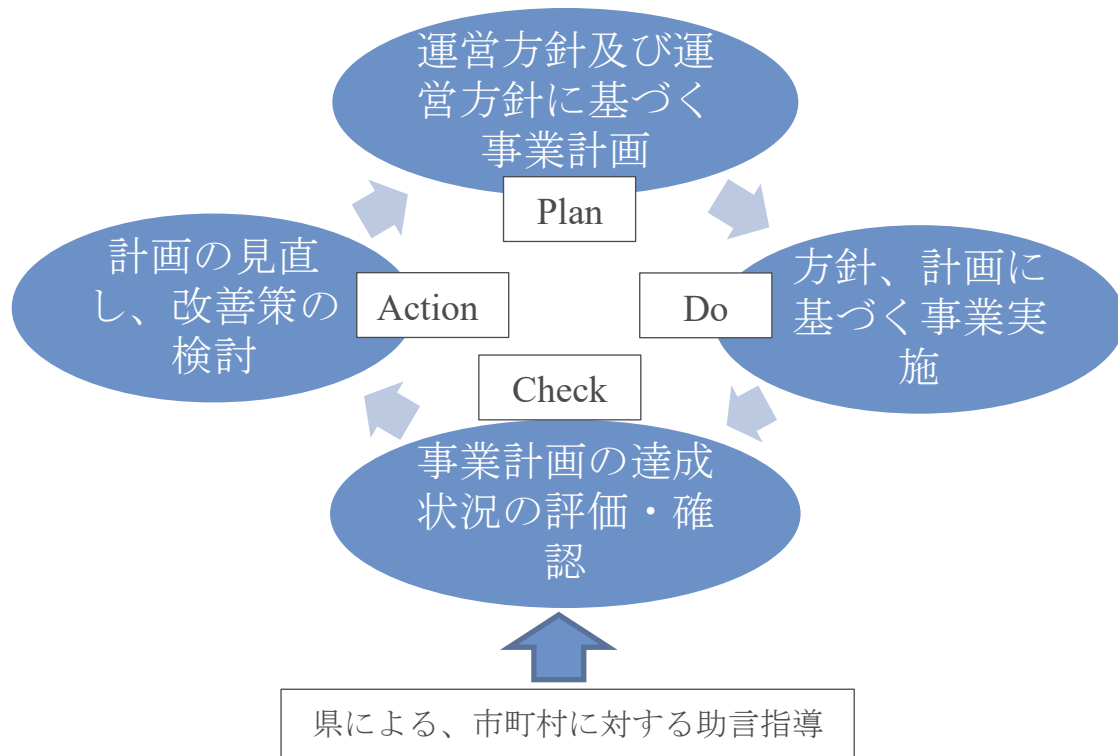 運営方針及び運
営方針に基づく
事業計画
Plan
計画の見直
し、改善策の
検討
Action
Do
方針、計画に
基づく事業実
施
Check
事業計画の達成
状況の評価・確
認
県による、市町村に対する助言指導